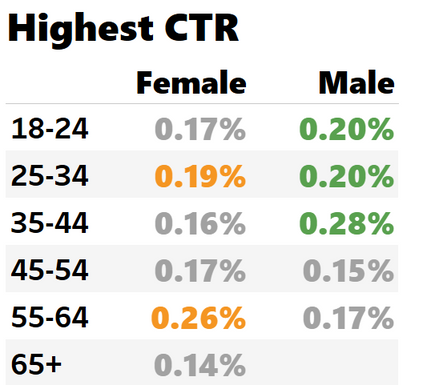 Highest CTR
Female Male
18-24 0.17% 0.20%
25-34 0.19% 0.20%
35-44 0.16% 0.28%
45-54 0.17% 0.15%
55-64 0.26% 0.17%
65+ 0.14%